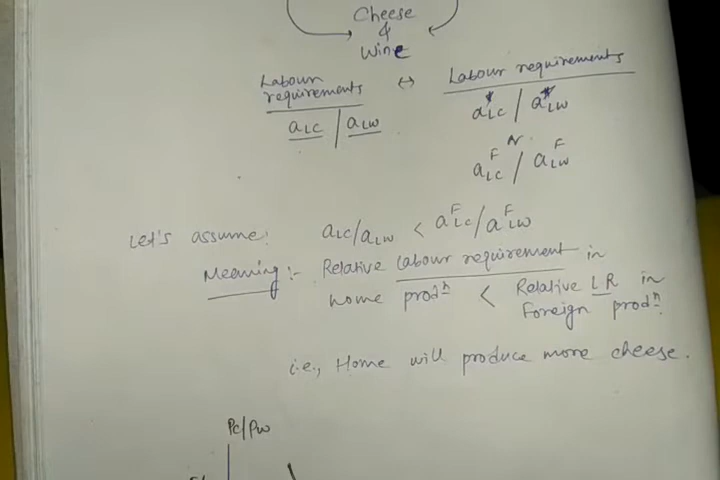 Cheese
&
Wine
Labour requirements ↔ Labour requirements
aLC / aLW
a*LC / a*LW
N.
aFLC / aFLW
Let's assume: aLC/aLW < aFLC/aFLW
Meaning:- Relative labour requirement in
home prodn < Relative LR in
Foreign prodn.
i.e., Home will produce more cheese.
Pc/Pw